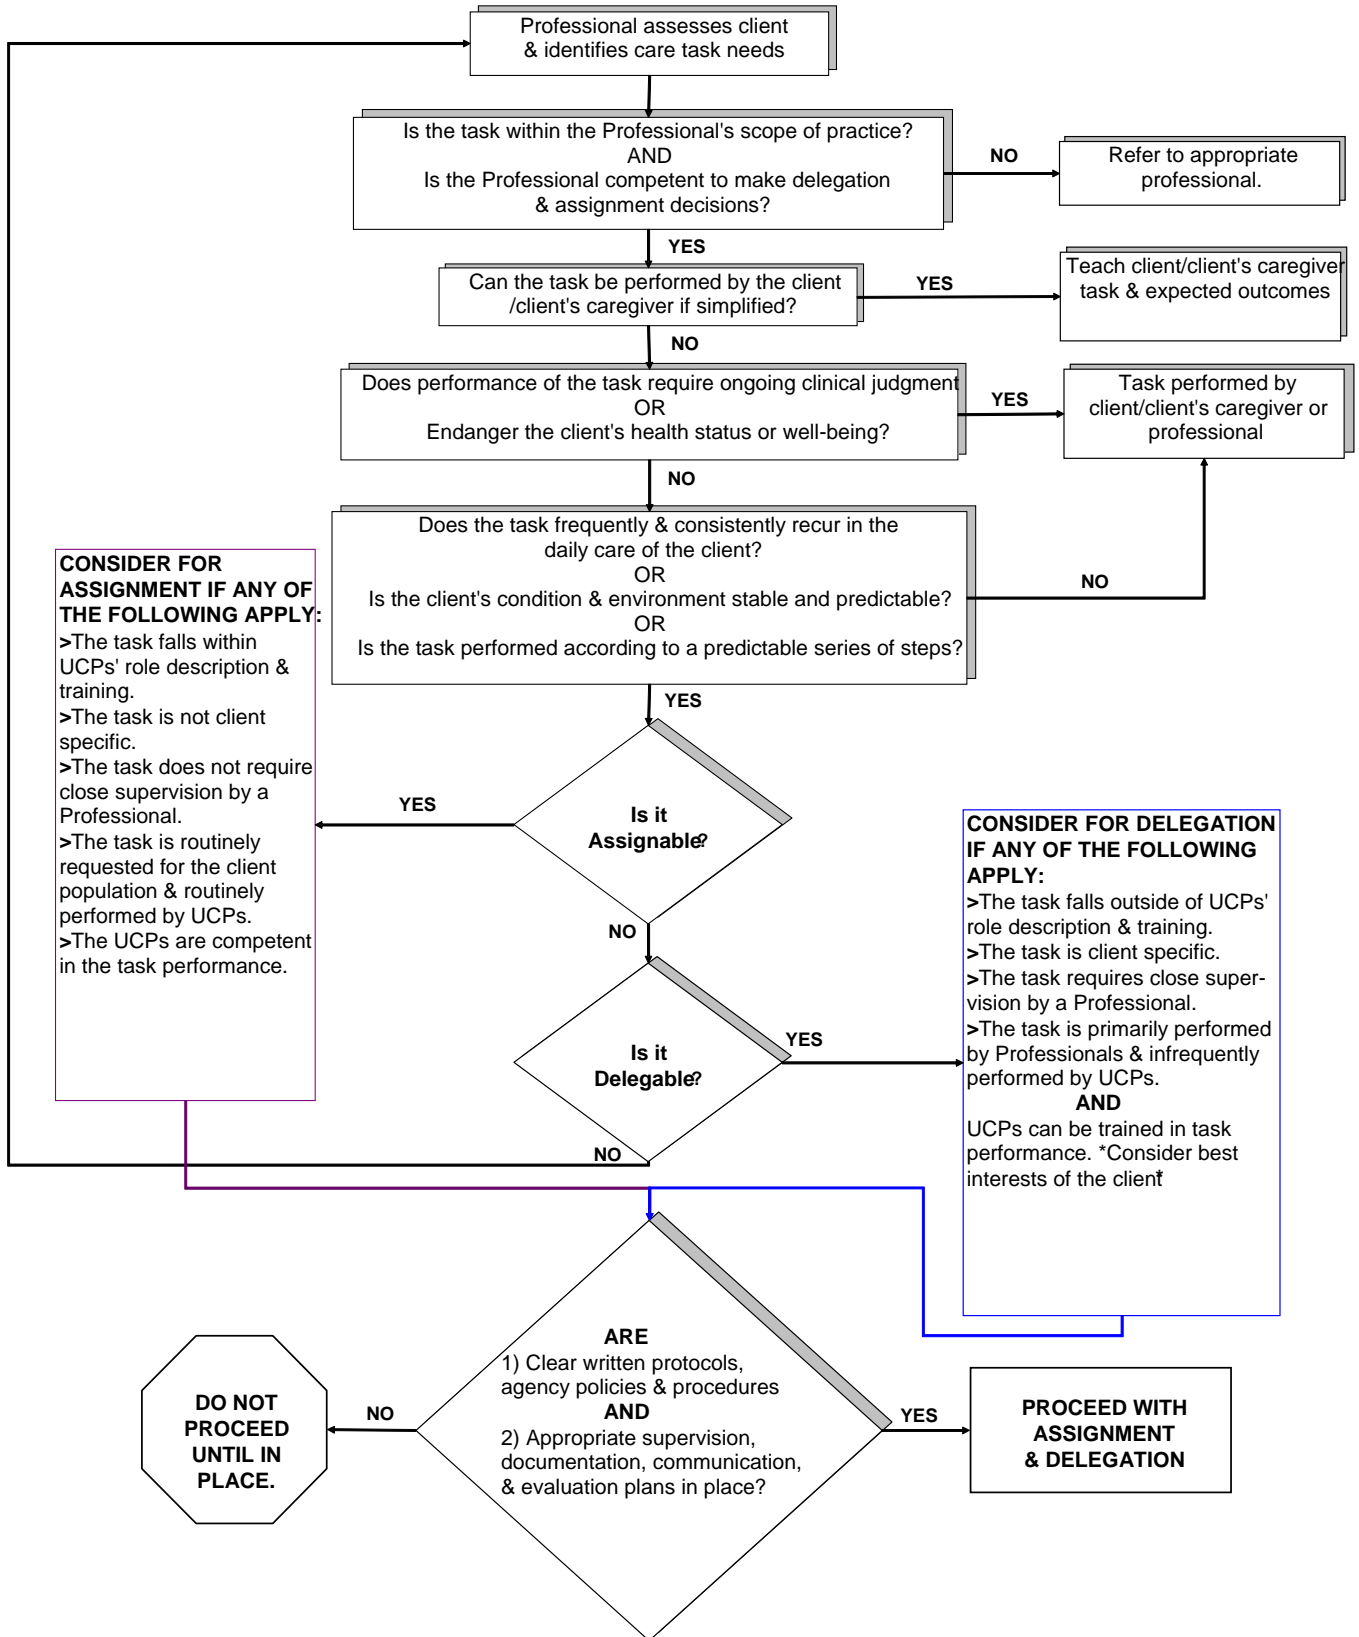 Professional assesses client
& identifies care task needs
Is the task within the Professional's scope of practice?
AND
Is the Professional competent to make delegation
& assignment decisions?
NO
Refer to appropriate
professional.
YES
Can the task be performed by the client
/client's caregiver if simplified?
YES
Teach client/client's caregiver
task & expected outcomes
NO
Does performance of the task require ongoing clinical judgment
OR
Endanger the client's health status or well-being?
YES
Task performed by
client/client's caregiver or
professional
NO
Does the task frequently & consistently recur in the
daily care of the client?
OR
Is the client's condition & environment stable and predictable?
OR
Is the task performed according to a predictable series of steps?
NO
YES
CONSIDER FOR
ASSIGNMENT IF ANY OF
THE FOLLOWING APPLY:
>The task falls within
UCPs' role description &
training.
>The task is not client
specific.
>The task does not require
close supervision by a
Professional.
>The task is routinely
requested for the client
population & routinely
performed by UCPs.
>The UCPs are competent
in the task performance.
YES
Is it
Assignable?
NO
Is it
Delegable?
YES
NO
CONSIDER FOR DELEGATION
IF ANY OF THE FOLLOWING
APPLY:
>The task falls outside of UCPs'
role description & training.
>The task is client specific.
>The task requires close super-
vision by a Professional.
>The task is primarily performed
by Professionals & infrequently
performed by UCPs.
AND
UCPs can be trained in task
performance. *Consider best
interests of the client*
ARE
1) Clear written protocols,
agency policies & procedures
AND
2) Appropriate supervision,
documentation, communication,
& evaluation plans in place?
NO
DO NOT
PROCEED
UNTIL IN
PLACE.
YES
PROCEED WITH
ASSIGNMENT
& DELEGATION